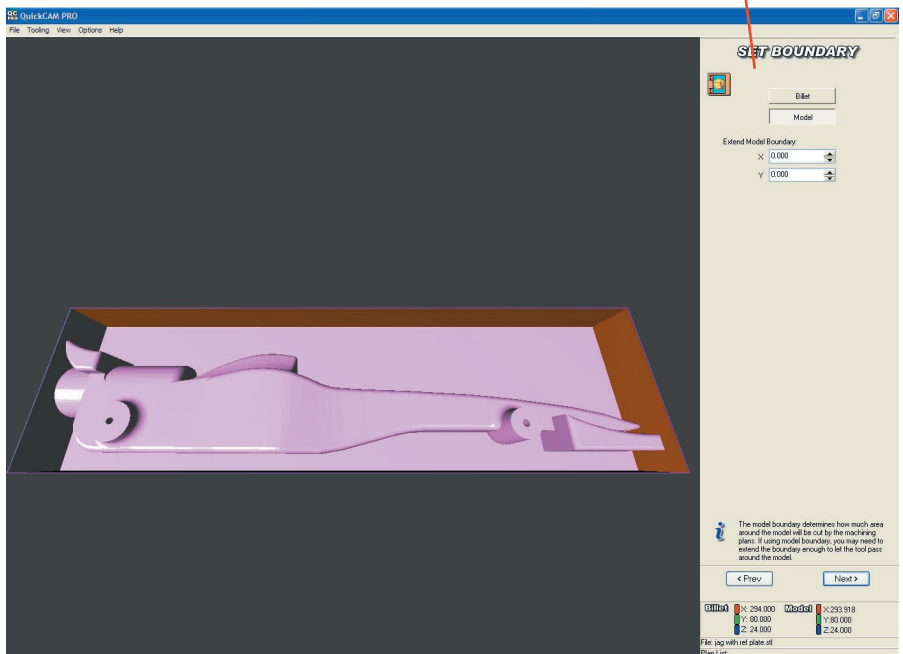 QuickCAM PRO
File Tooling View Options Help
SET BOUNDARY
Billet
Model
Extend Model Boundary:
X 0.000
Y 0.000
The model boundary determines how much area
around the model will be cut by the machining
plans. If using model boundary, you may need to
extend the boundary enough to let the tool pass
around the model.
< Prev Next >
Billet X: 294.000 Model X:293.918
Y: 80.000 Y:80.000
Z: 24.000 Z:24.000
File: jag with ref plate.stl
Plan List: